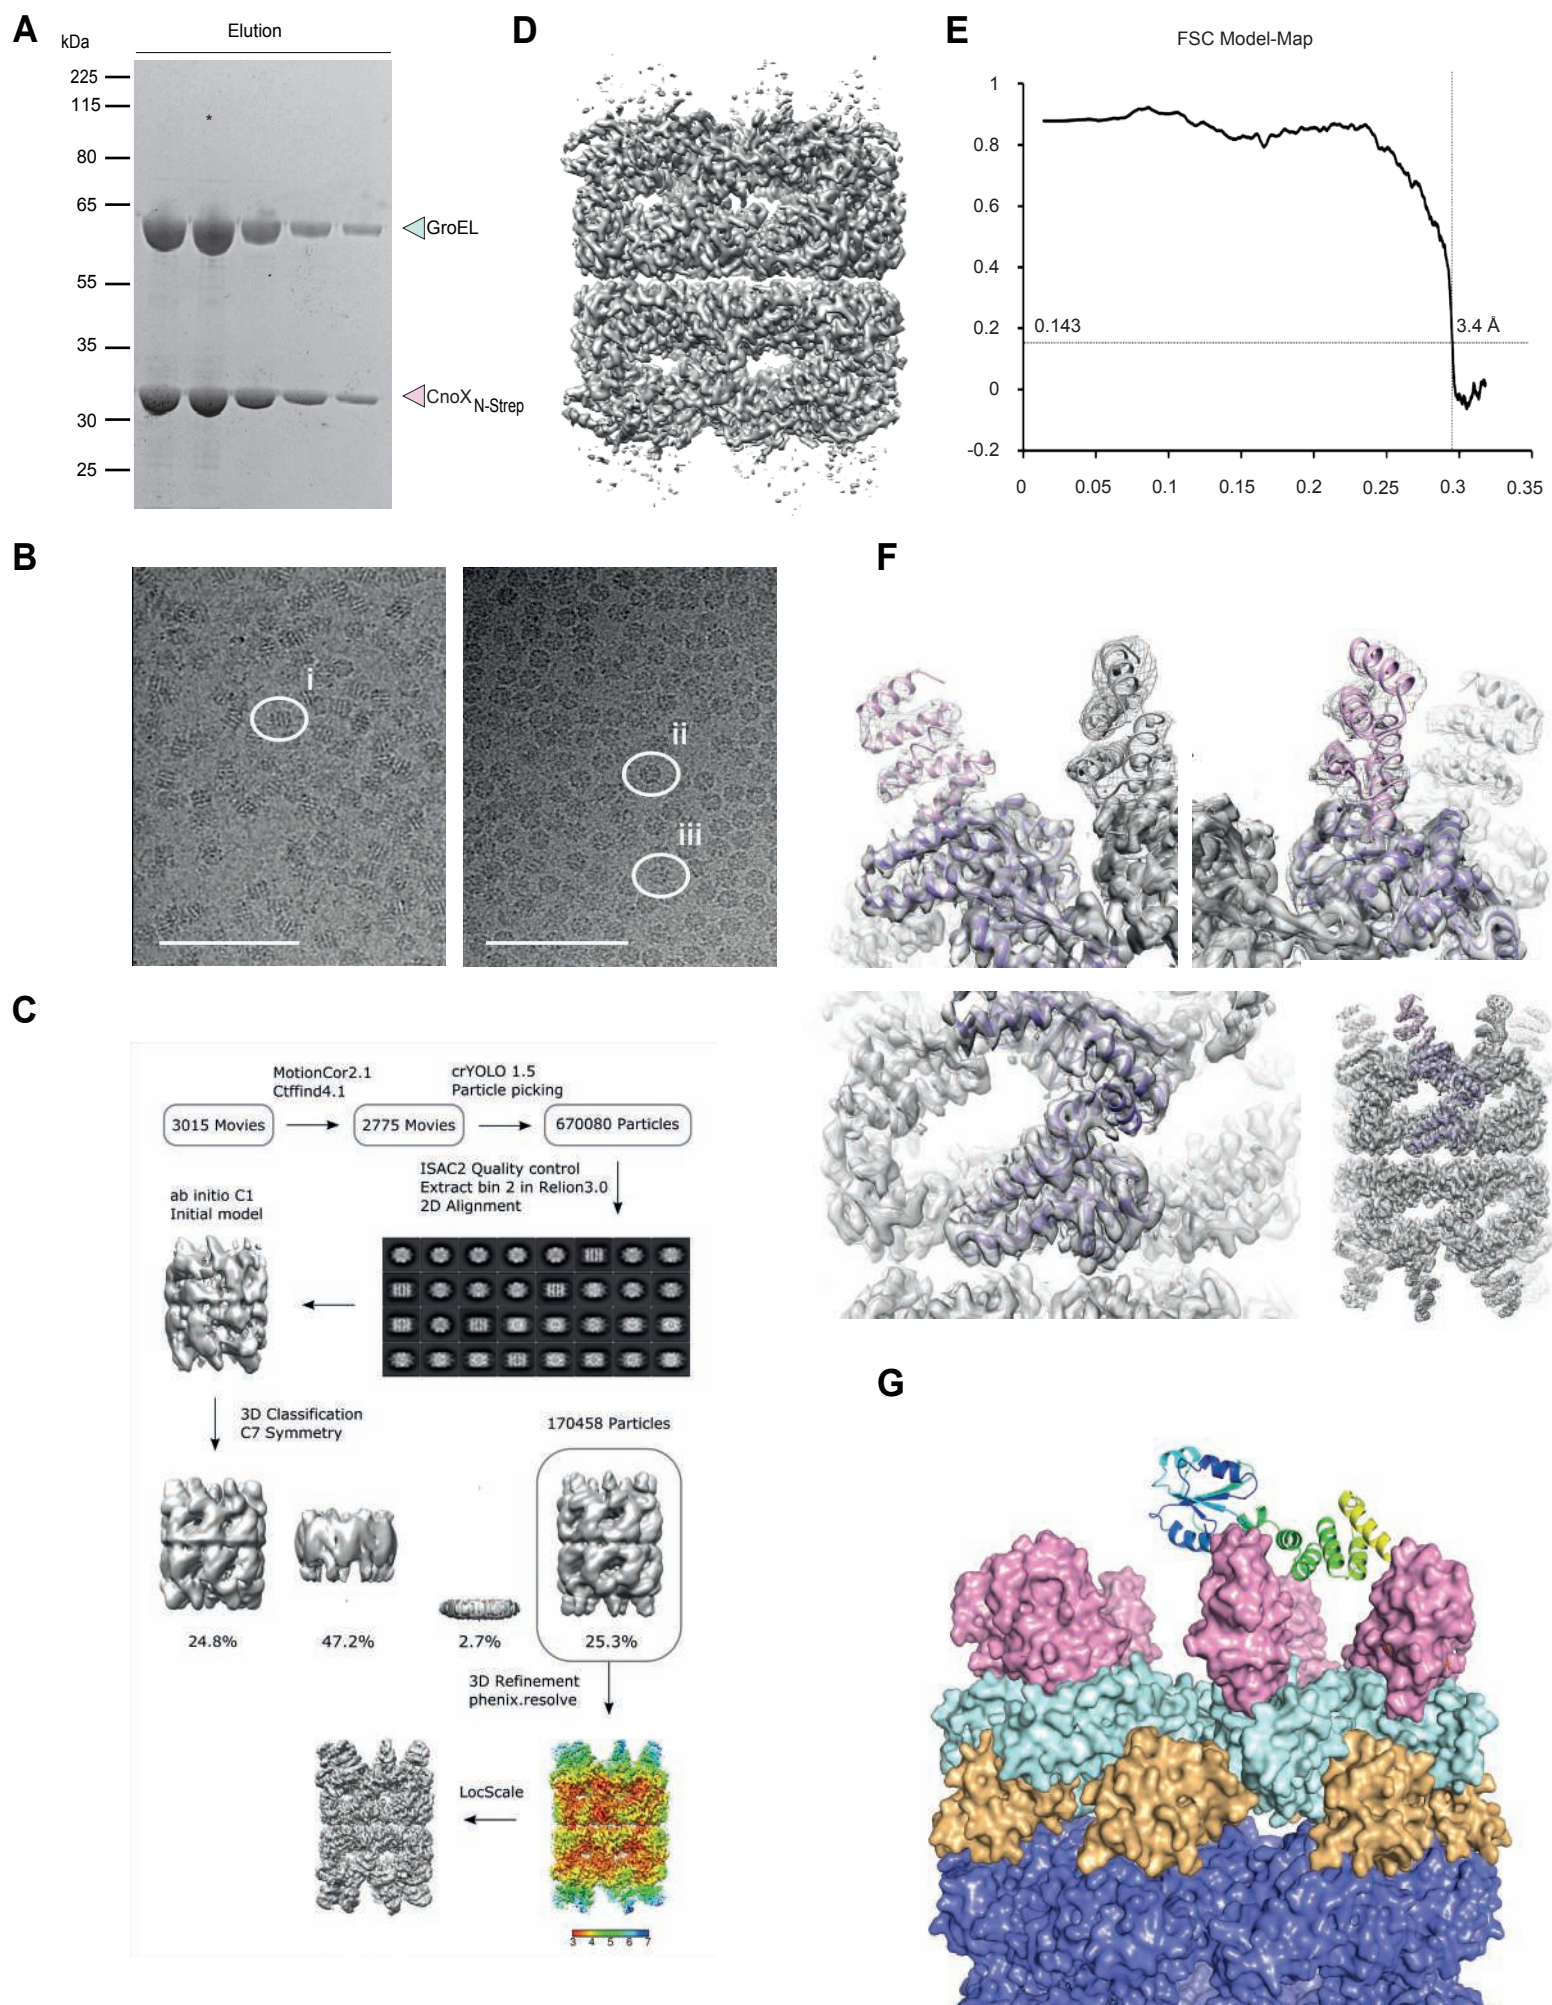 A
kDa
Elution
225
115
80
65
55
35
30
25
*
GroEL
CnoX N-Strep
B
i
ii
iii
C
MotionCor2.1
Ctffind4.1
crYOLO 1.5
Particle picking
3015 Movies
2775 Movies
670080 Particles
ISAC2 Quality control
Extract bin 2 in Relion3.0
2D Alignment
ab initio C1
Initial model
3D Classification
C7 Symmetry
170458 Particles
24.8%
47.2%
2.7%
25.3%
3D Refinement
phenix.resolve
LocScale
3 4 5 6 7
D
E
FSC Model-Map
1
0.8
0.6
0.4
0.2
0
-0.2
0.143
3.4 Å
0 0.05 0.1 0.15 0.2 0.25 0.3 0.35
F
G